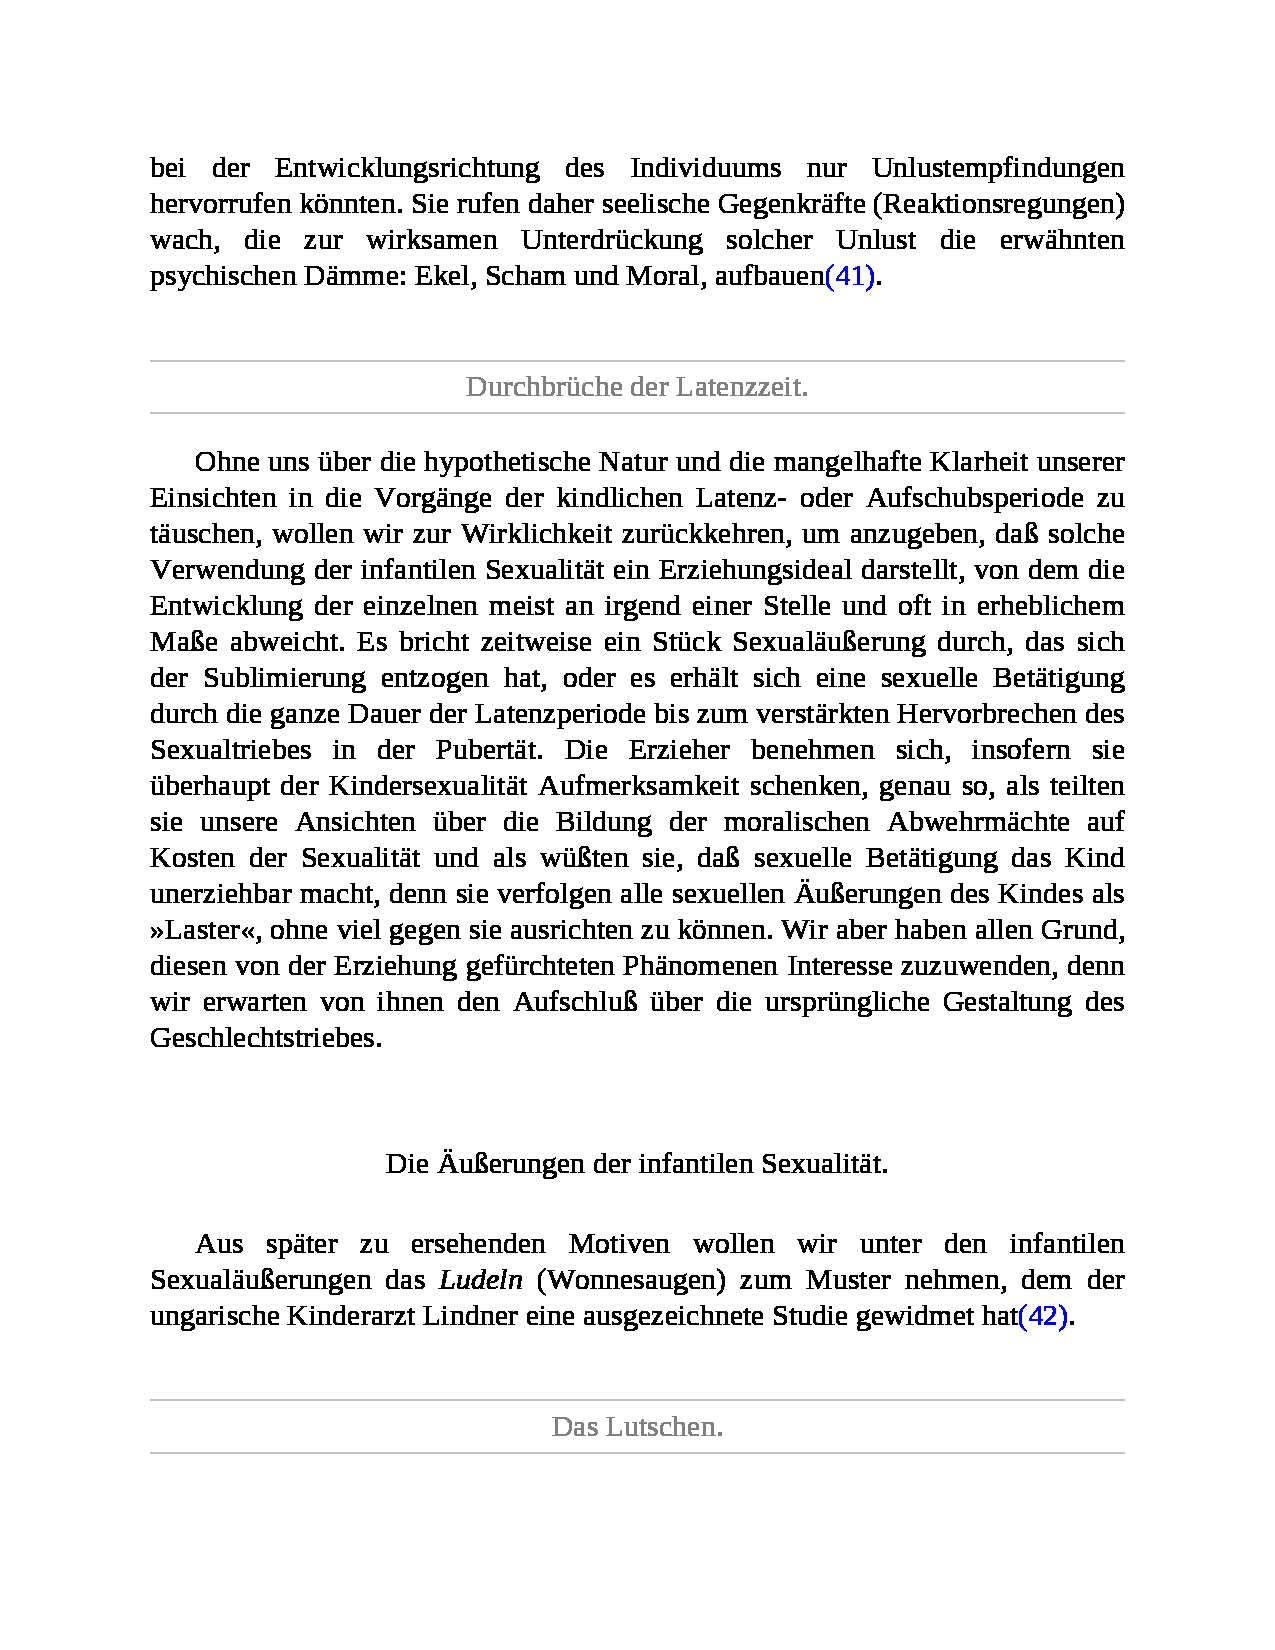 bei der Entwicklungsrichtung des Individuums nur Unlustempfindungen
hervorrufen könnten. Sie rufen daher seelische Gegenkräfte (Reaktionsregungen)
wach, die zur wirksamen Unterdrückung solcher Unlust die erwähnten
psychischen Dämme: Ekel, Scham und Moral, aufbauen(41).
Durchbrüche der Latenzzeit.
Ohne uns über die hypothetische Natur und die mangelhafte Klarheit unserer
Einsichten in die Vorgänge der kindlichen Latenz- oder Aufschubsperiode zu
täuschen, wollen wir zur Wirklichkeit zurückkehren, um anzugeben, daß solche
Verwendung der infantilen Sexualität ein Erziehungsideal darstellt, von dem die
Entwicklung der einzelnen meist an irgend einer Stelle und oft in erheblichem
Maße abweicht. Es bricht zeitweise ein Stück Sexualäußerung durch, das sich
der Sublimierung entzogen hat, oder es erhält sich eine sexuelle Betätigung
durch die ganze Dauer der Latenzperiode bis zum verstärkten Hervorbrechen des
Sexualtriebes in der Pubertät. Die Erzieher benehmen sich, insofern sie
überhaupt der Kindersexualität Aufmerksamkeit schenken, genau so, als teilten
sie unsere Ansichten über die Bildung der moralischen Abwehrmächte auf
Kosten der Sexualität und als wüßten sie, daß sexuelle Betätigung das Kind
unerziehbar macht, denn sie verfolgen alle sexuellen Äußerungen des Kindes als
»Laster«, ohne viel gegen sie ausrichten zu können. Wir aber haben allen Grund,
diesen von der Erziehung gefürchteten Phänomenen Interesse zuzuwenden, denn
wir erwarten von ihnen den Aufschluß über die ursprüngliche Gestaltung des
Geschlechtstriebes.
Die Äußerungen der infantilen Sexualität.
Aus später zu ersehenden Motiven wollen wir unter den infantilen
Sexualäußerungen das Ludeln (Wonnesaugen) zum Muster nehmen, dem der
ungarische Kinderarzt Lindner eine ausgezeichnete Studie gewidmet hat(42).
Das Lutschen.